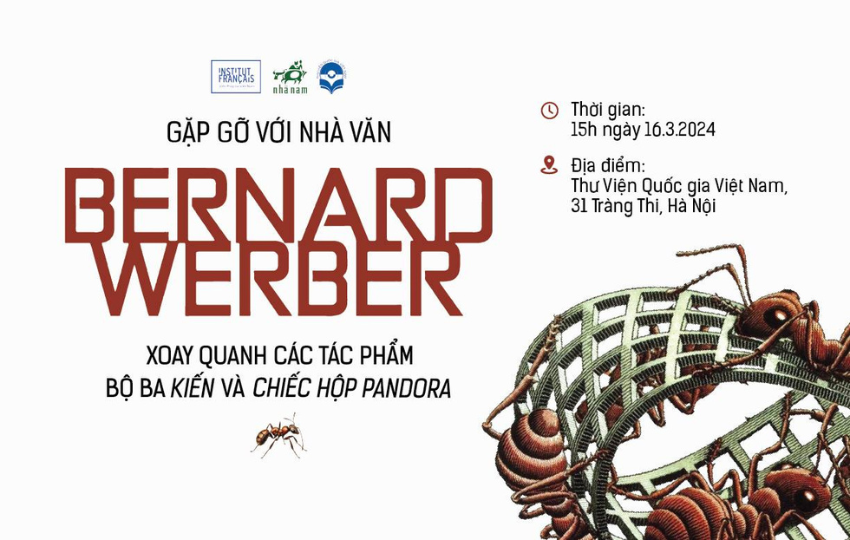 INSTITUT
FRANÇAIS
nhà nam
GẶP GỠ VỚI NHÀ VĂN
BERNARD
WERBER
XOAY QUANH CÁC TÁC PHẨM
BỘ BA KIẾN VÀ CHIẾC HỘP PANDORA
Thời gian:
15h ngày 16.3.2024
Địa điểm:
Thư Viện Quốc gia Việt Nam,
31 Tràng Thi, Hà Nội